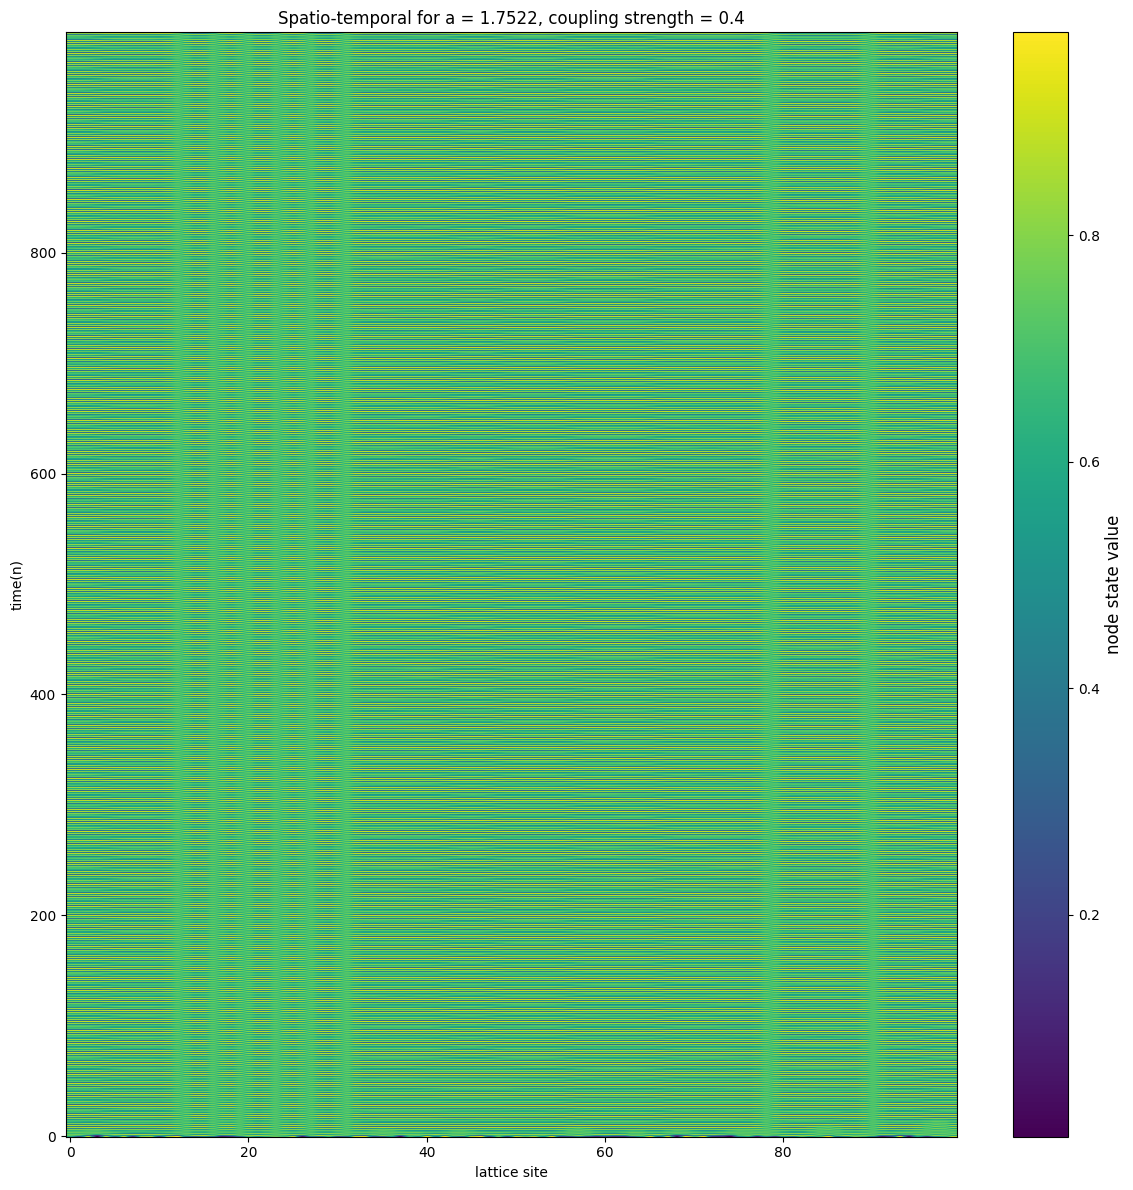 Spatio-temporal for a = 1.7522, coupling strength = 0.4
800
600
400
200
0
time(n)
0 20 40 60 80
lattice site
0.8
0.6
0.4
0.2
node state value